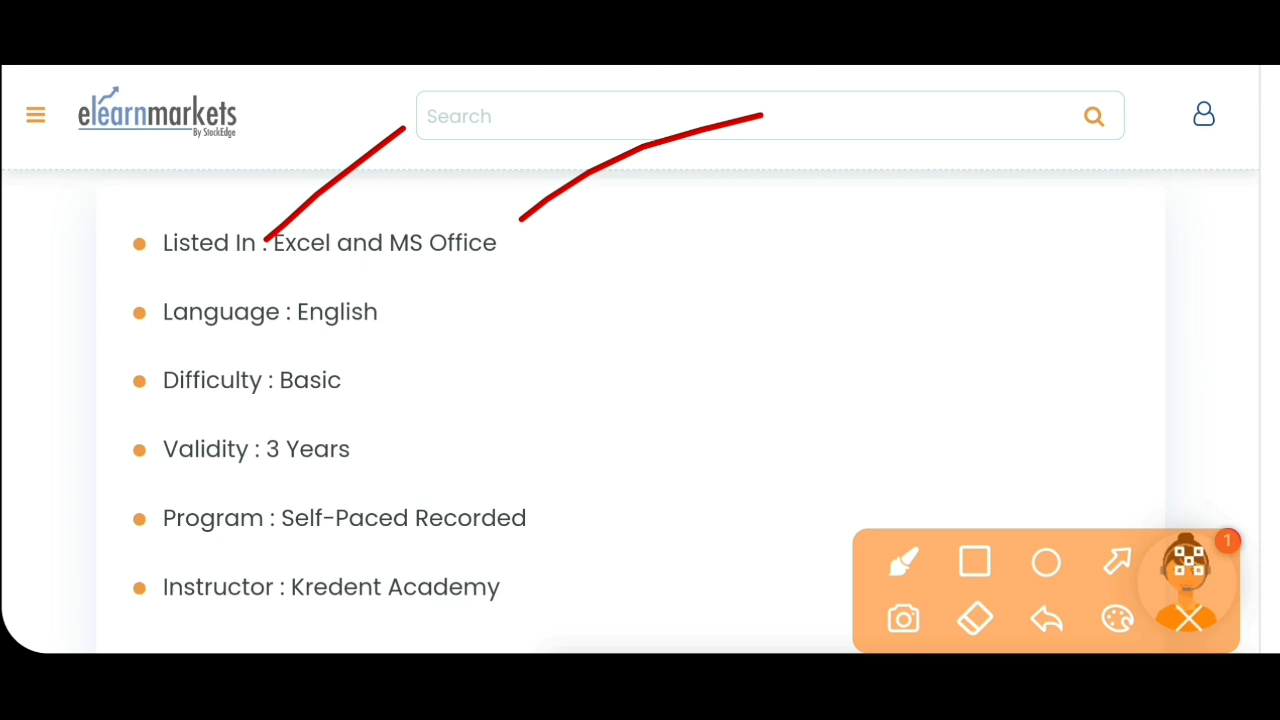 elearnmarkets
By StockEdge
Search
Listed In : Excel and MS Office
Language : English
Difficulty : Basic
Validity : 3 Years
Program : Self-Paced Recorded
Instructor : Kredent Academy
1